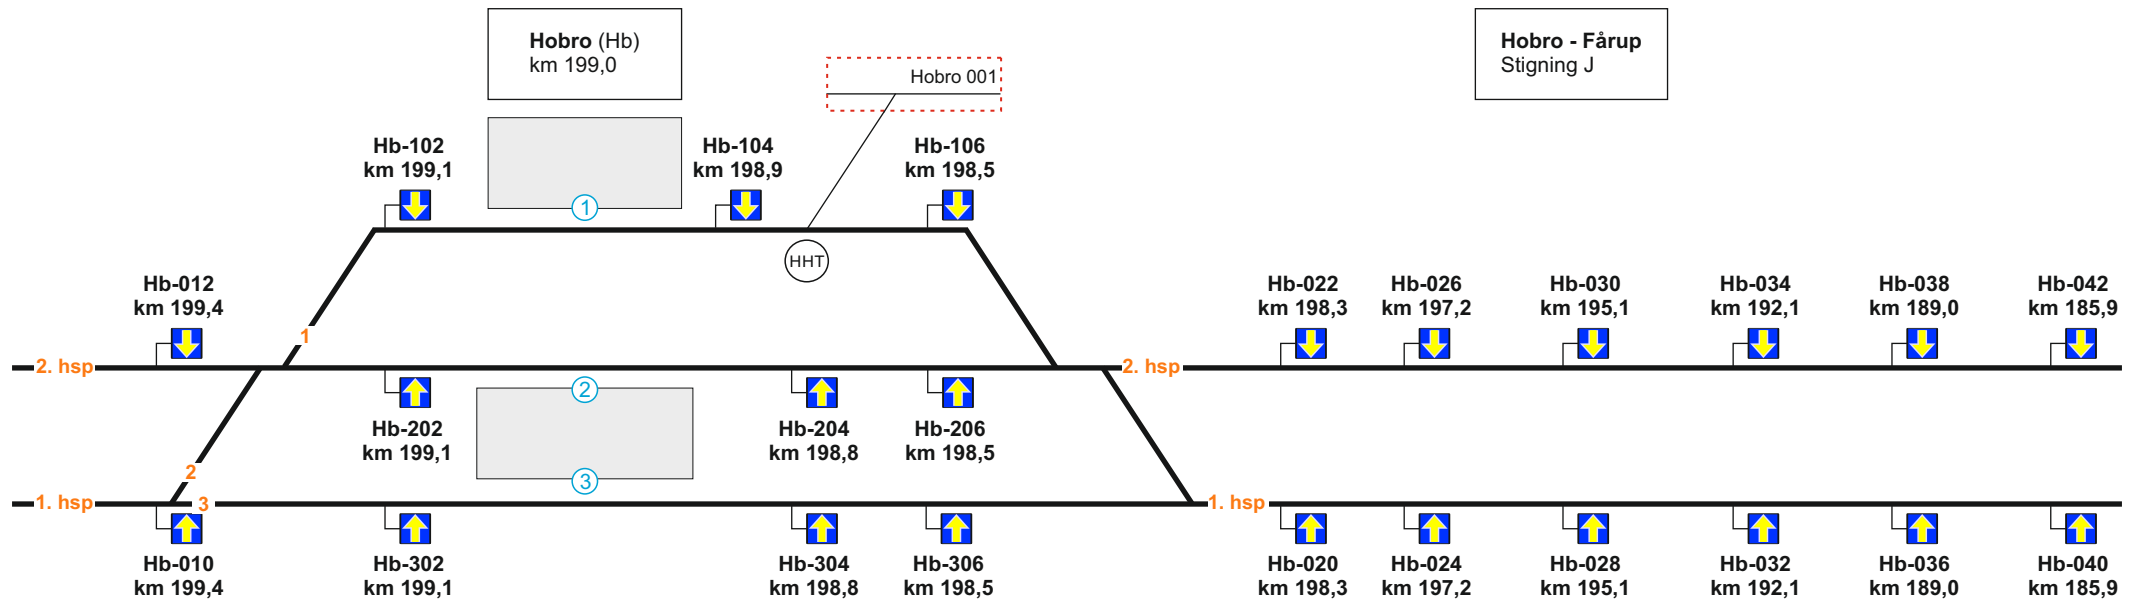 Hobro (Hb)
km 199,0
Hobro - Fårup
Stigning J
Hobro 001
Hb-102
km 199,1
Hb-104
km 198,9
Hb-106
km 198,5
1
HHT
Hb-012
km 199,4
Hb-022
km 198,3
Hb-026
km 197,2
Hb-030
km 195,1
Hb-034
km 192,1
Hb-038
km 189,0
Hb-042
km 185,9
1
2. hsp
2. hsp
2
Hb-202
km 199,1
Hb-204
km 198,8
Hb-206
km 198,5
2
3
1. hsp
3
1. hsp
Hb-010
km 199,4
Hb-302
km 199,1
Hb-304
km 198,8
Hb-306
km 198,5
Hb-020
km 198,3
Hb-024
km 197,2
Hb-028
km 195,1
Hb-032
km 192,1
Hb-036
km 189,0
Hb-040
km 185,9